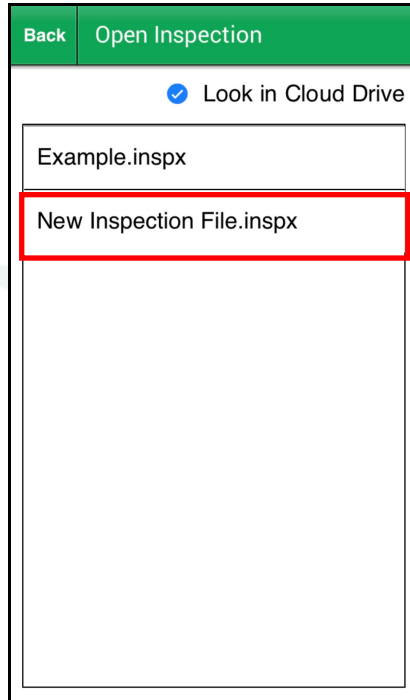 Back Open Inspection
Look in Cloud Drive
Example.inspx
New Inspection File.inspx